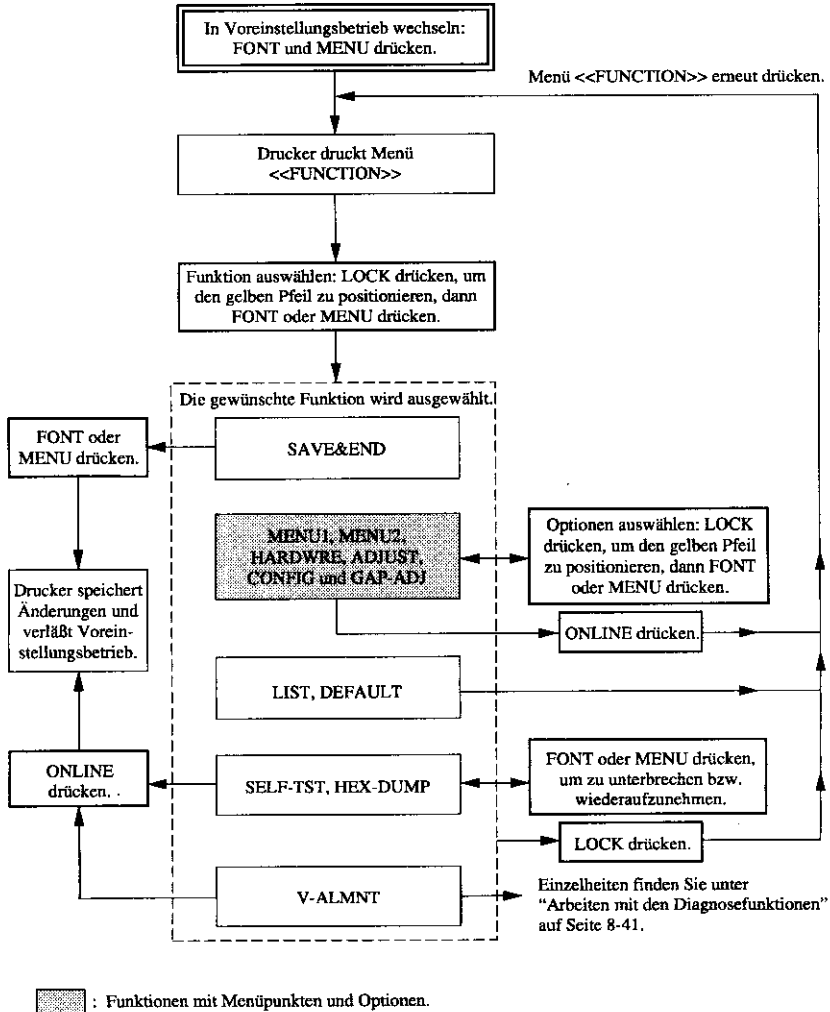 In Voreinstellungsbetrieb wechseln:
FONT und MENU drücken.
Menü <<FUNCTION>> erneut drücken.
Drucker druckt Menü
<<FUNCTION>>
Funktion auswählen: LOCK drücken, um
den gelben Pfeil zu positionieren, dann
FONT oder MENU drücken.
Die gewünschte Funktion wird ausgewählt.
FONT oder
MENU drücken.
SAVE&END
MENU1, MENU2,
HARDWRE, ADJUST,
CONFIG und GAP-ADJ
Optionen auswählen: LOCK
drücken, um den gelben Pfeil
zu positionieren, dann FONT
oder MENU drücken.
Drucker speichert
Änderungen und
verläßt Vorein-
stellungsbetrieb.
ONLINE drücken.
LIST, DEFAULT
ONLINE
drücken.
SELF-TST, HEX-DUMP
FONT oder MENU drücken,
um zu unterbrechen bzw.
wiederaufzunehmen.
LOCK drücken.
V-ALMNT
Einzelheiten finden Sie unter
"Arbeiten mit den Diagnosefunktionen"
auf Seite 8-41.
: Funktionen mit Menüpunkten und Optionen.